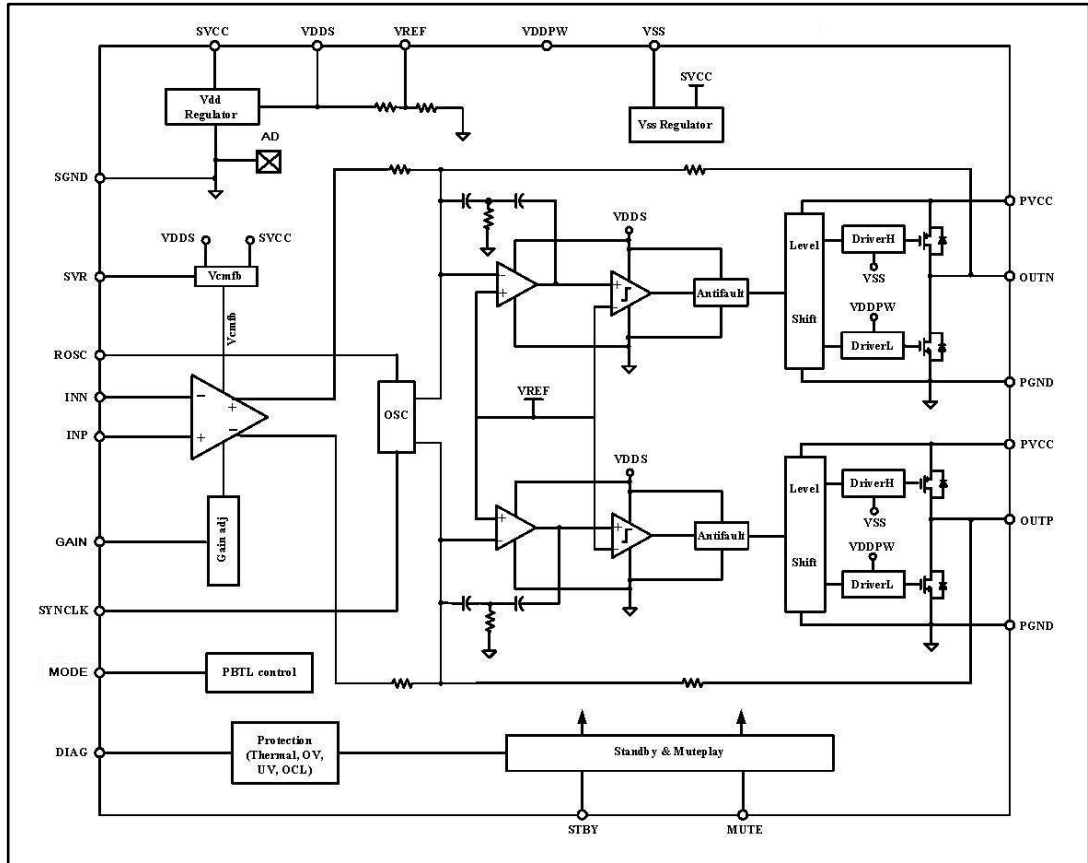 SVCC
VDDS
VREF
VDDPW
VSS
Vdd
Regulator
SVCC
Vss Regulator
AD
SGND
PVCC
VDDS
SVCC
VDDS
Level
DriverH
SVR
Vcmfb
-
+
+
-
Antifault
VSS
OUTN
Vcmfb
VDDPW
Shift
DriverL
ROSC
VREF
PGND
INN
-
+
OSC
INP
+
-
PVCC
VDDS
Level
DriverH
VSS
GAIN
Gain adj
+
-
+
-
Antifault
OUTP
VDDPW
Shift
DriverL
SYNCLK
PGND
MODE
PBTL control
DIAG
Protection
(Thermal, OV,
UV, OCL)
Standby & Muteplay
STBY
MUTE